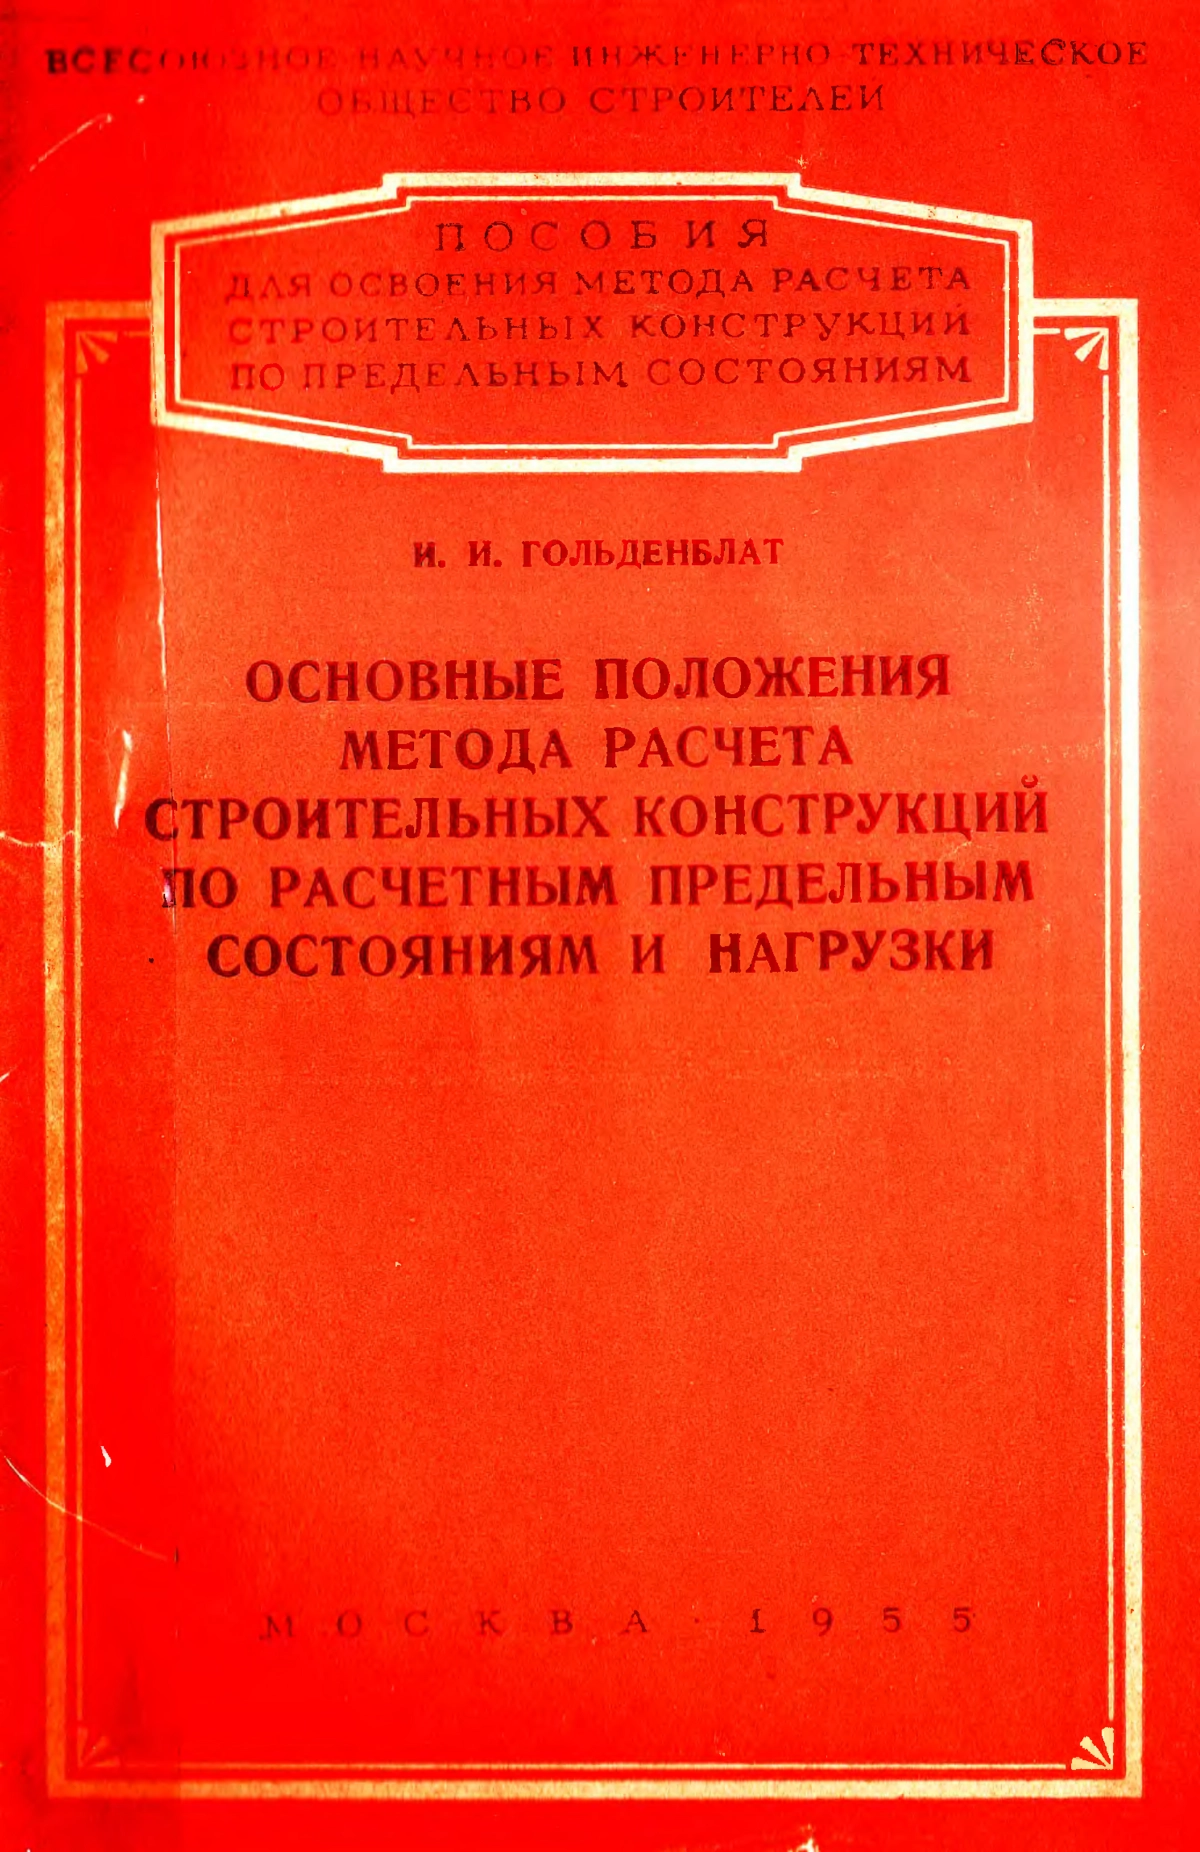 ВСЕСОЮЗНОЕ НАУЧНОЕ ИНЖЕНЕРНО-ТЕХНИЧЕСКОЕ
ОБЩЕСТВО СТРОИТЕЛЕЙ
ПОСОБИЯ
ДЛЯ ОСВОЕНИЯ МЕТОДА РАСЧЕТА
СТРОИТЕЛЬНЫХ КОНСТРУКЦИЙ
ПО ПРЕДЕЛЬНЫМ СОСТОЯНИЯМ
И. И. ГОЛЬДЕНБЛАТ
ОСНОВНЫЕ ПОЛОЖЕНИЯ
МЕТОДА РАСЧЕТА
СТРОИТЕЛЬНЫХ КОНСТРУКЦИЙ
ПО РАСЧЕТНЫМ ПРЕДЕЛЬНЫМ
СОСТОЯНИЯМ И НАГРУЗКИ
МОСКВА · 1955